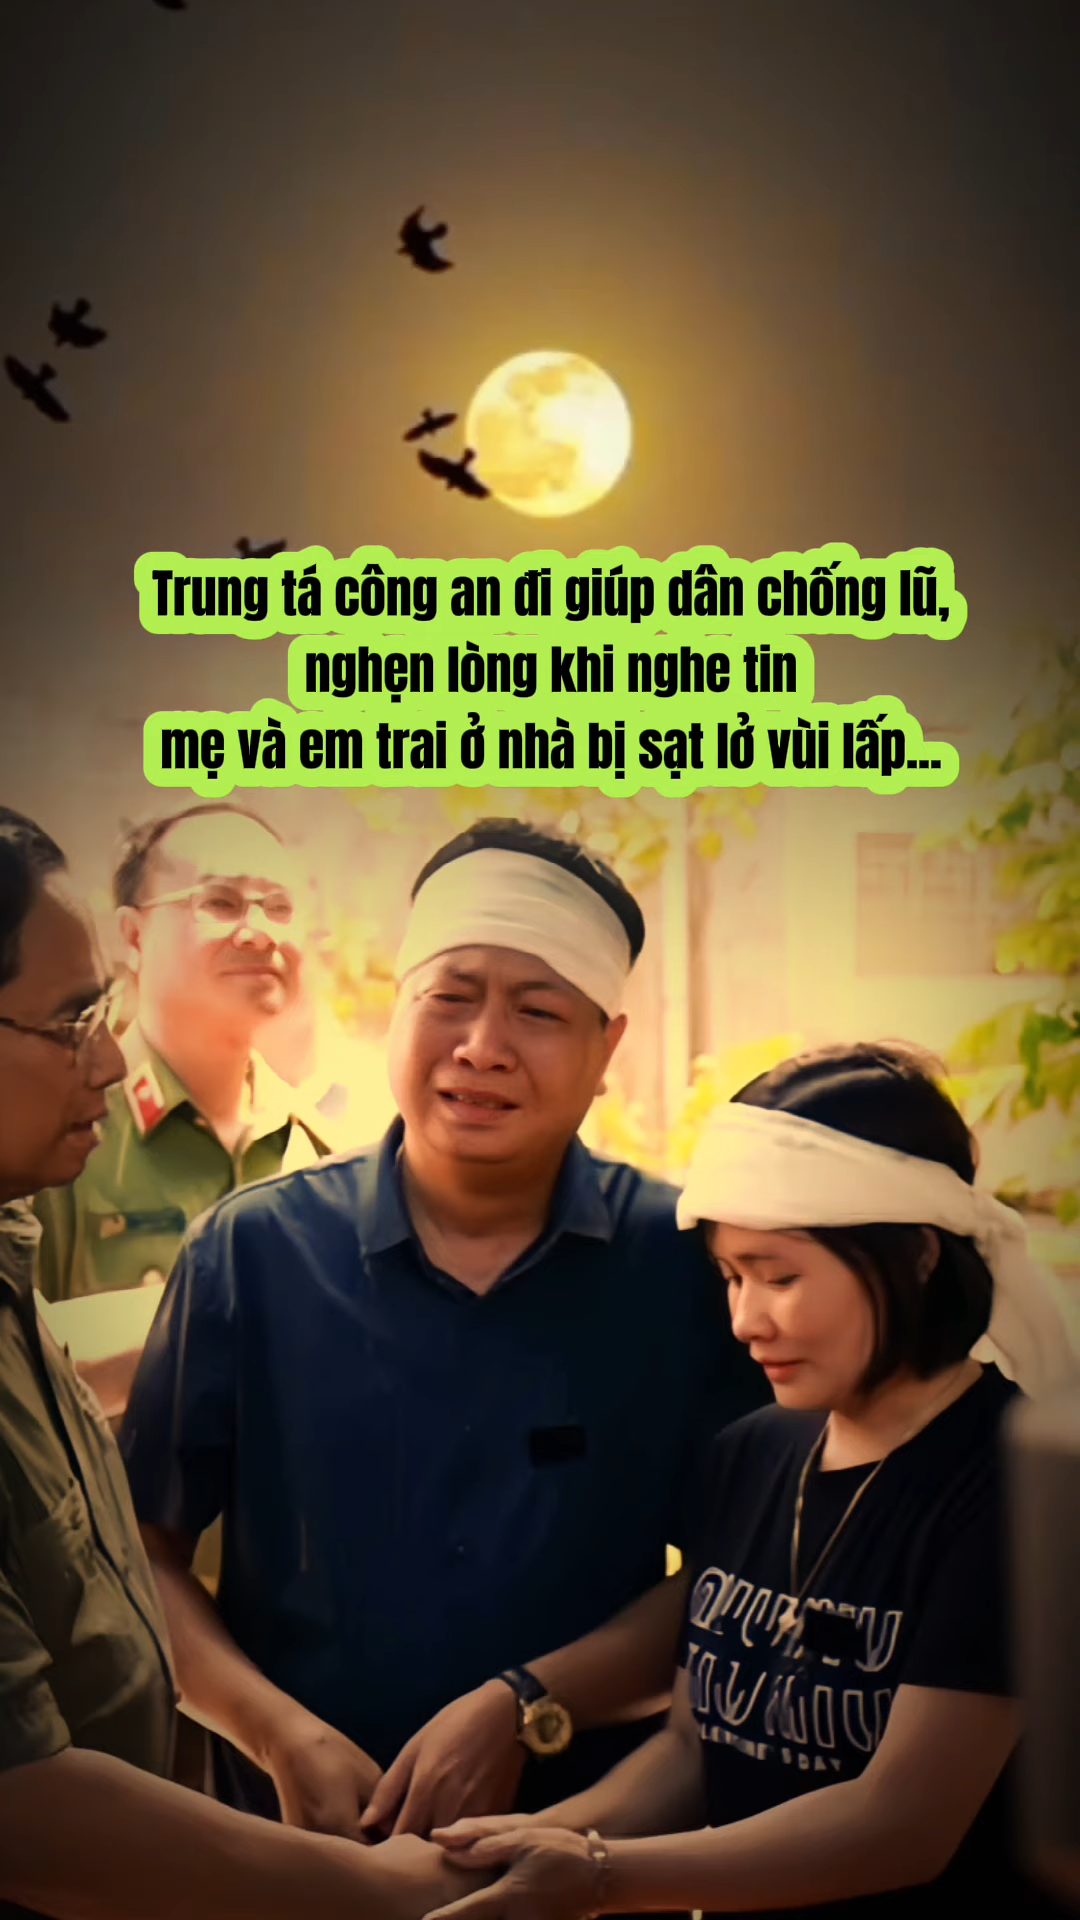 Trung tá công an đi giúp dân chống lũ,
nghẹn lòng khi nghe tin
mẹ và em trai ở nhà bị sạt lở vùi lấp...